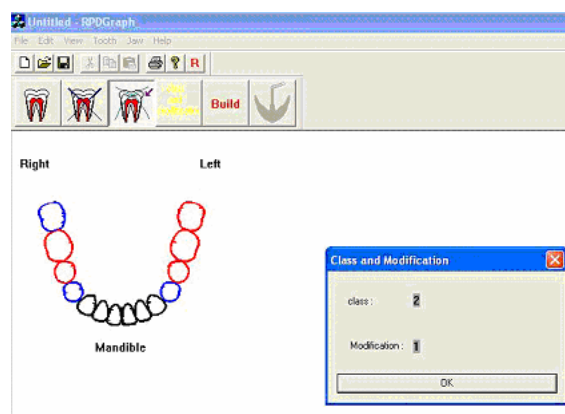 Untitled - RPDGraph
File Edit View Tooth Jaw Help
R
Build
Right Left
Mandible
Class and Modification
class : 2
Modification : 1
OK